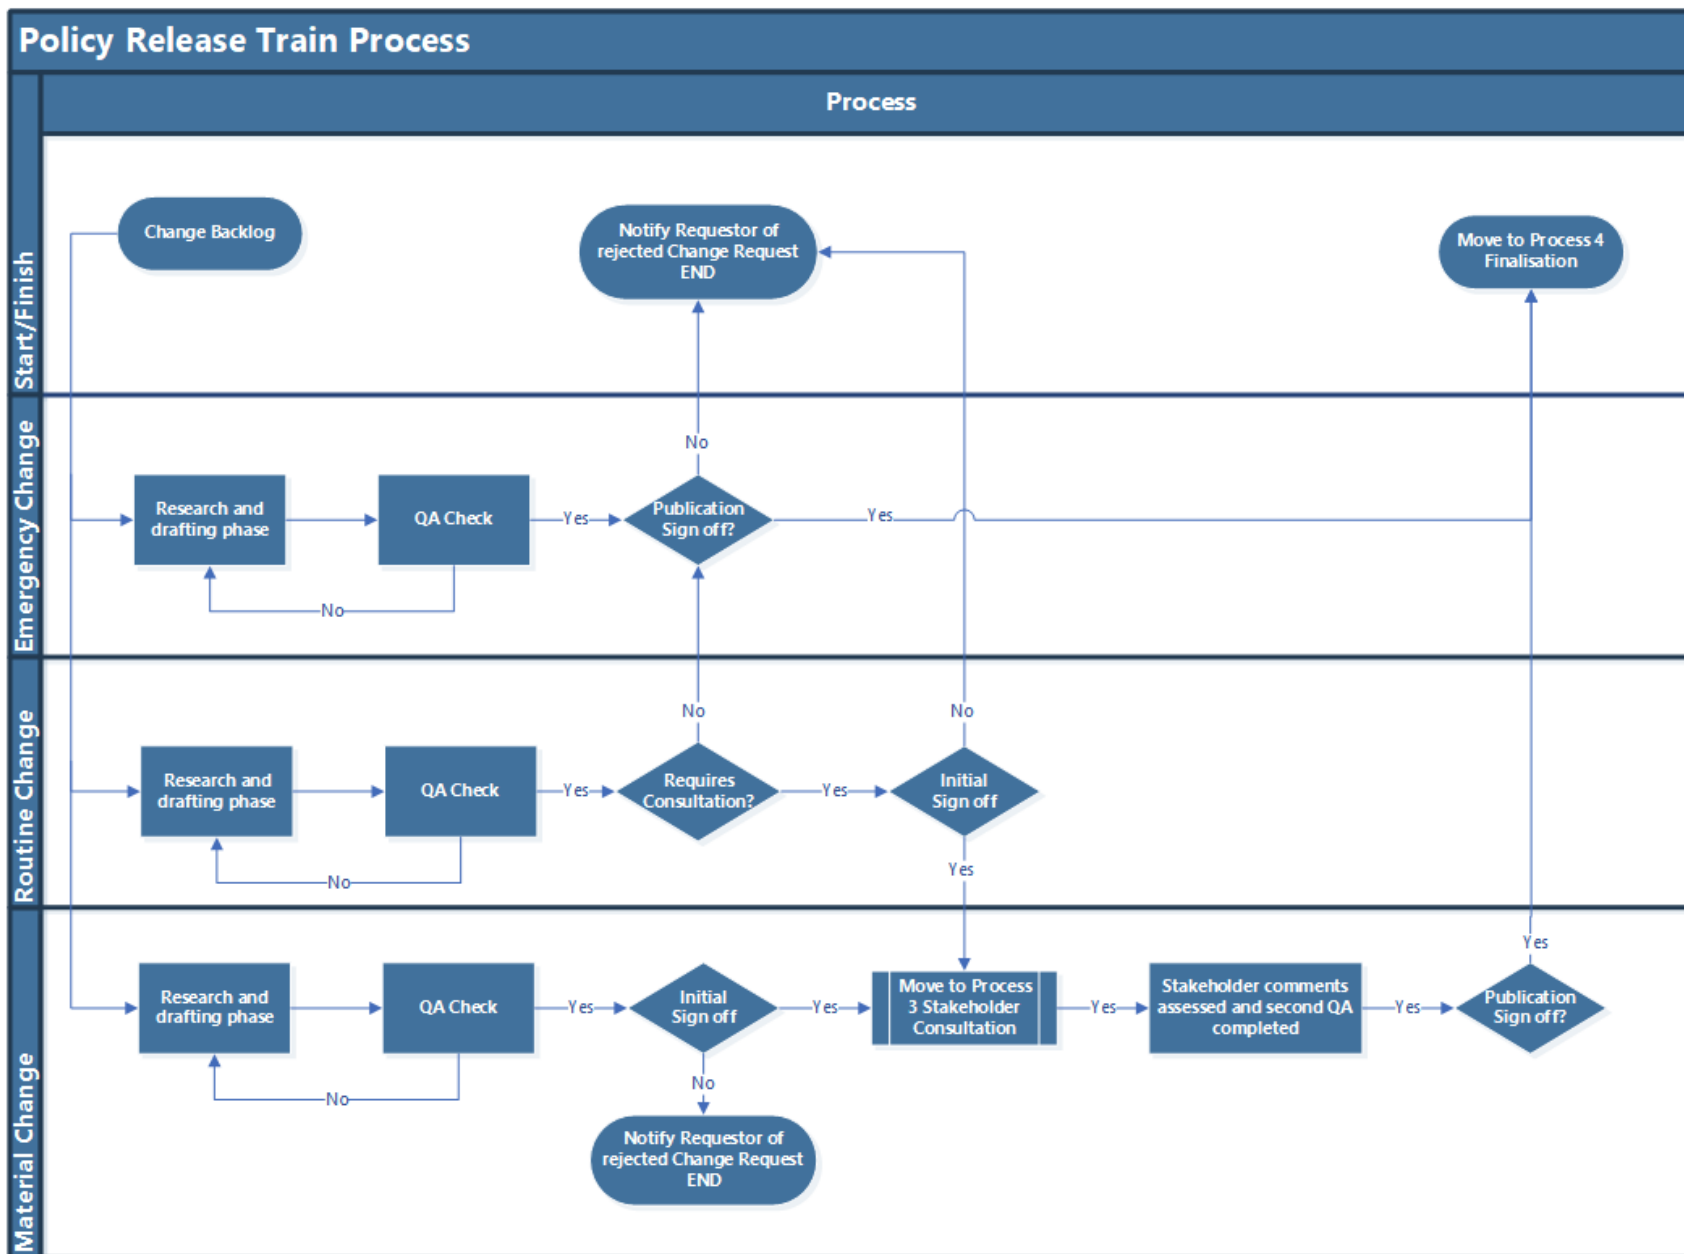 Policy Release Train Process
Process
Start/Finish
Change Backlog
Notify Requestor of
rejected Change Request
END
Move to Process 4
Finalisation
Emergency Change
Research and
drafting phase
QA Check
Yes
Publication
Sign off?
No
Yes
No
Routine Change
Research and
drafting phase
QA Check
Yes
Requires
Consultation?
No
Yes
Initial
Sign off
No
Yes
No
Material Change
Research and
drafting phase
QA Check
Yes
Initial
Sign off
Yes
Move to Process
3 Stakeholder
Consultation
Yes
Stakeholder comments
assessed and second QA
completed
Yes
Publication
Sign off?
Yes
No
No
Notify Requestor of
rejected Change Request
END